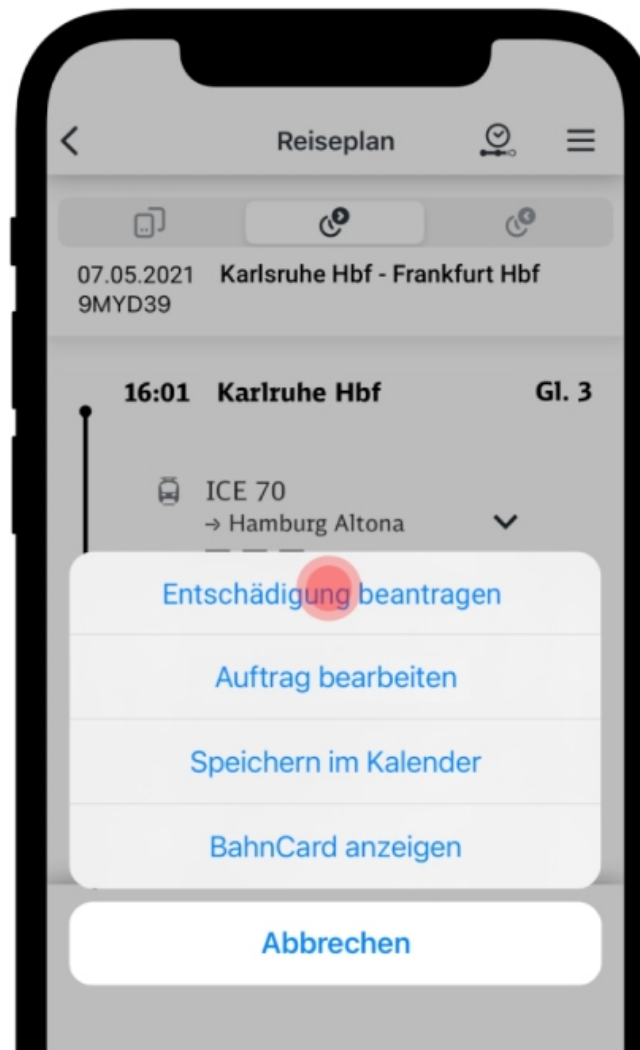 Reiseplan
07.05.2021 Karlsruhe Hbf - Frankfurt Hbf
9MYD39
16:01 Karlruhe Hbf Gl. 3
ICE 70
→ Hamburg Altona
Entschädigung beantragen
Auftrag bearbeiten
Speichern im Kalender
BahnCard anzeigen
Abbrechen